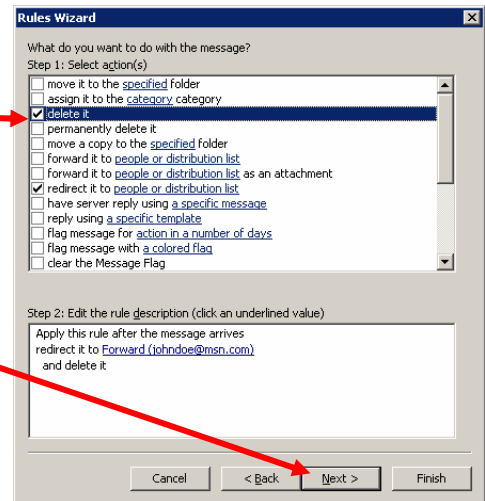 Rules Wizard
What do you want to do with the message?
Step 1: Select action(s)
move it to the specified folder
assign it to the category category
delete it
permanently delete it
move a copy to the specified folder
forward it to people or distribution list
forward it to people or distribution list as an attachment
redirect it to people or distribution list
have server reply using a specific message
reply using a specific template
flag message for action in a number of days
flag message with a colored flag
clear the Message Flag
Step 2: Edit the rule description (click an underlined value)
Apply this rule after the message arrives
redirect it to Forward (johndoe@msn.com)
and delete it
Cancel < Back Next > Finish